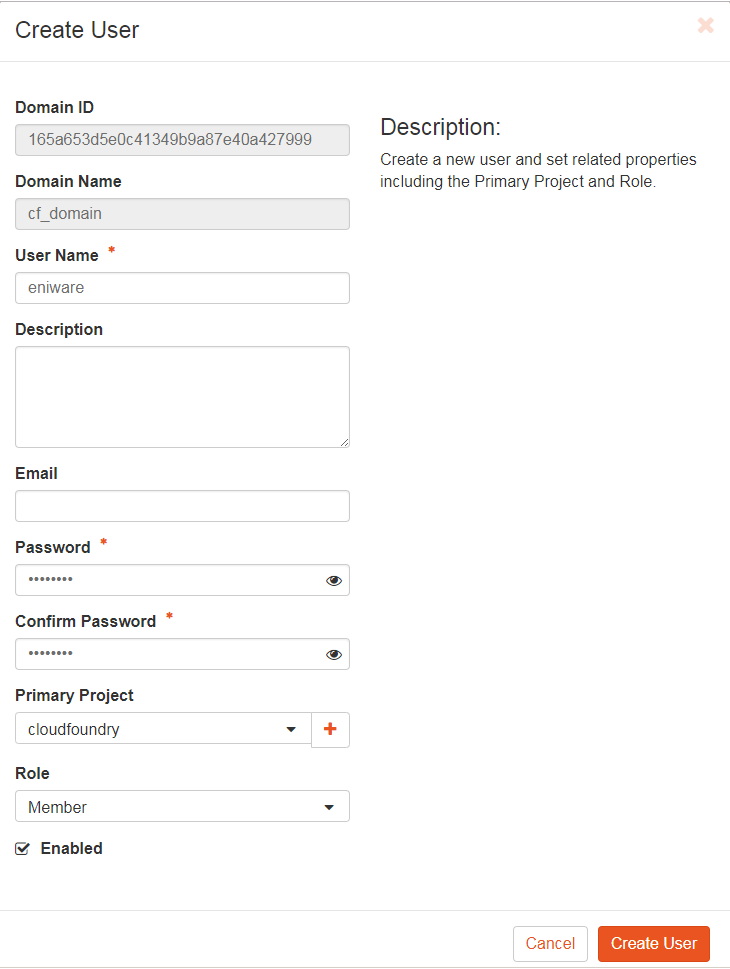 Create User
Domain ID
165a653d5e0c41349b9a87e40a427999
Domain Name
cf_domain
User Name *
eniware
Description
Email
Password *
••••••••
Confirm Password *
••••••••
Primary Project
cloudfoundry
Role
Member
Enabled
Description:
Create a new user and set related properties
including the Primary Project and Role.
Cancel
Create User